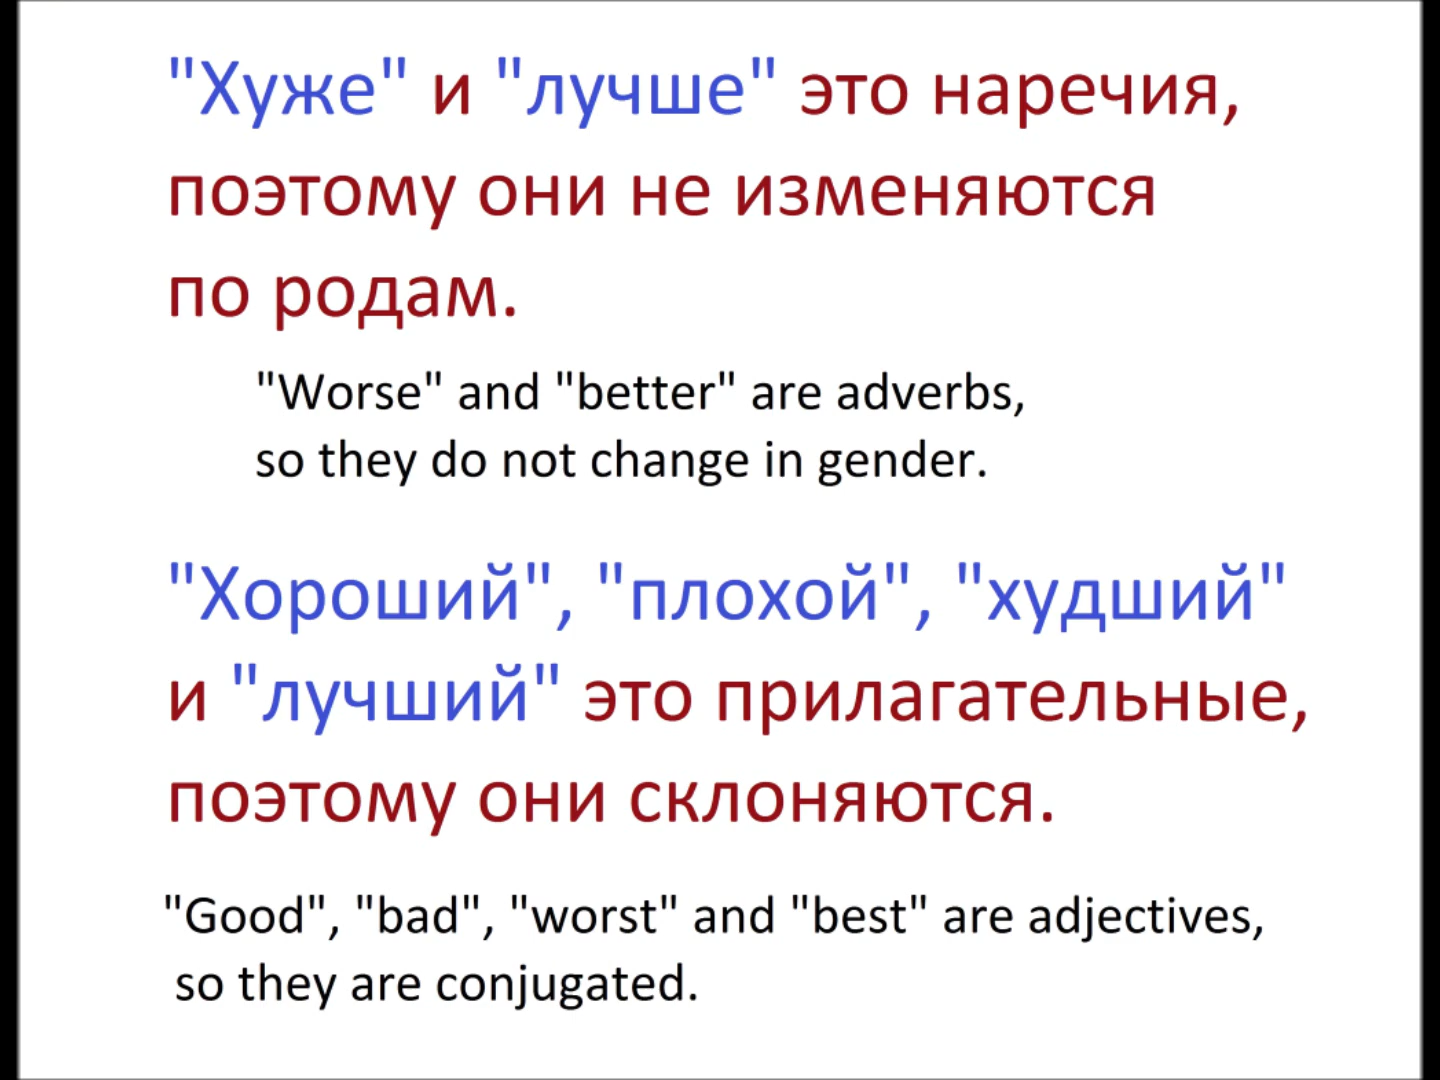 "Хуже" и "лучше" это наречия,
поэтому они не изменяются
по родам.
"Worse" and "better" are adverbs,
so they do not change in gender.
"Хороший", "плохой", "худший"
и "лучший" это прилагательные,
поэтому они склоняются.
"Good", "bad", "worst" and "best" are adjectives,
so they are conjugated.